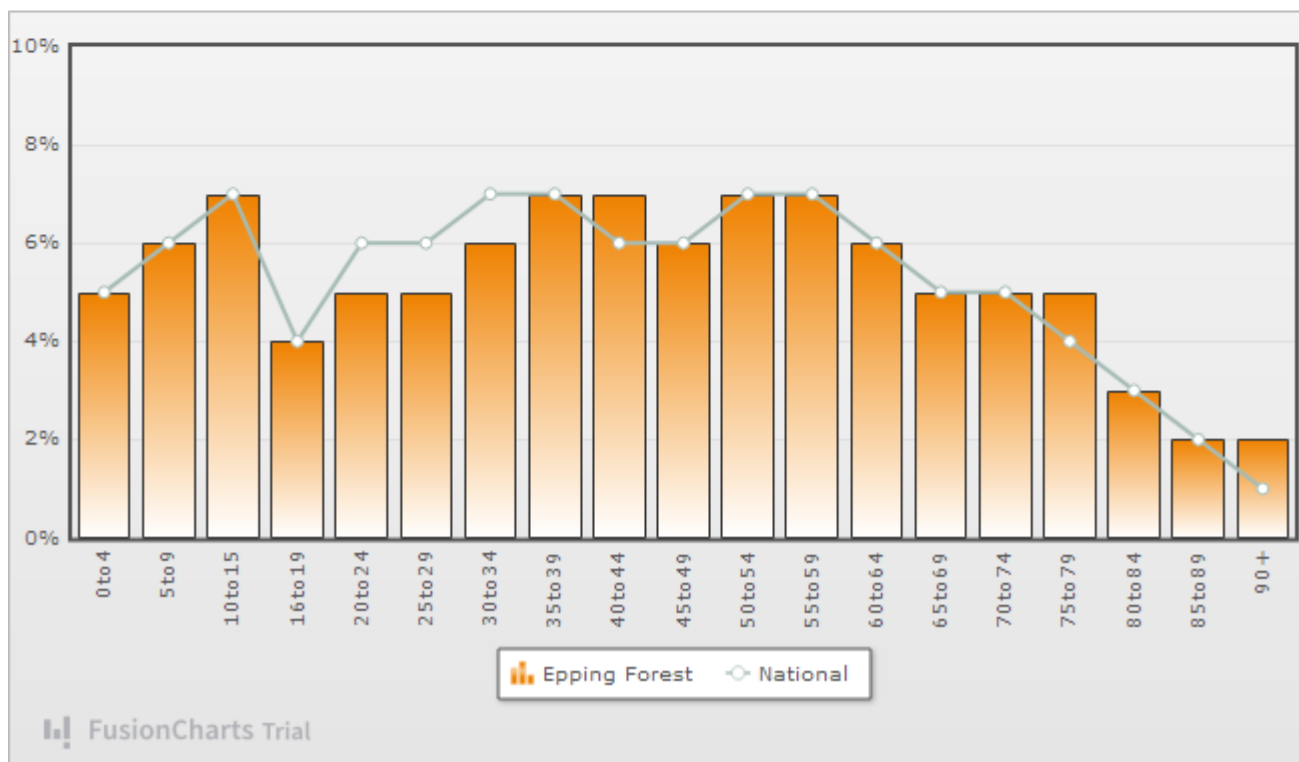 10%
8%
6%
4%
2%
0%
0to4
5to9
10to15
16to19
20to24
25to29
30to34
35to39
40to44
45to49
50to54
55to59
60to64
65to69
70to74
75to79
80to84
85to89
90+
Epping Forest National
FusionCharts Trial